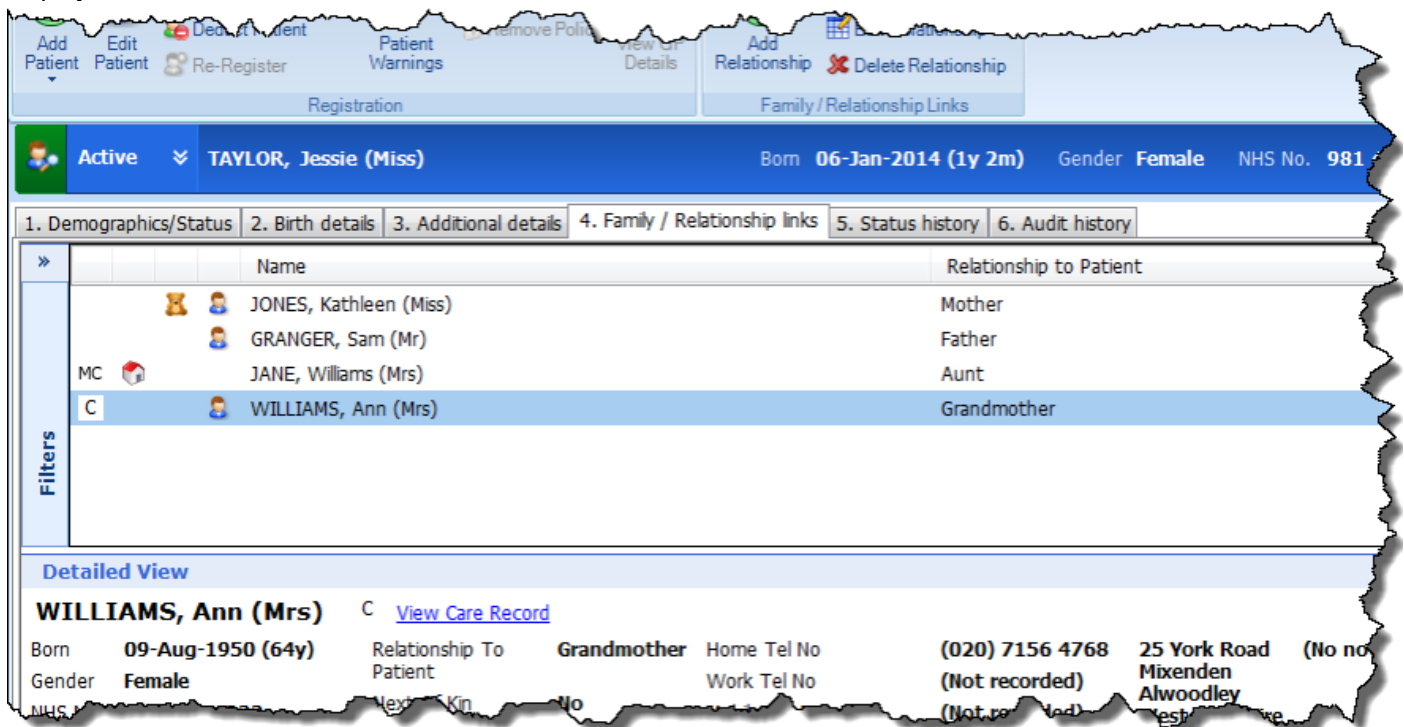 Add Edit Patient Add
Patient Patient Re-Register Warnings Details Relationship Delete Relationship
Registration Family / Relationship Links
Active TAYLOR, Jessie (Miss) Born 06-Jan-2014 (1y 2m) Gender Female NHS No. 981
1. Demographics/Status 2. Birth details 3. Additional details 4. Family / Relationship links 5. Status history 6. Audit history
» Name Relationship to Patient
JONES, Kathleen (Miss) Mother
GRANGER, Sam (Mr) Father
MC JANE, Williams (Mrs) Aunt
C WILLIAMS, Ann (Mrs) Grandmother
Filters
Detailed View
WILLIAMS, Ann (Mrs) C View Care Record
Born 09-Aug-1950 (64y) Relationship To Grandmother Home Tel No (020) 7156 4768 25 York Road (No no
Patient Mixenden
Gender Female Work Tel No (Not recorded) Alwoodley
NHS No (Not recorded)